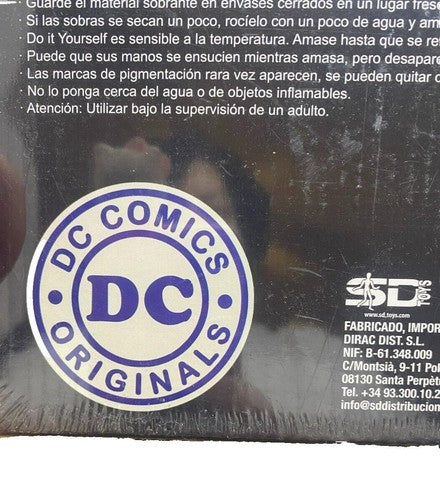 Guarde el material sobrante en envases cerrados en un lugar
· Si las sobras se secan un poco, rocíelo con un poco de agua y
· Do it Yourself es sensible a la temperatura. Amase hasta que se
Puede que sus manos se ensucien mientras amasa, pero
· Las marcas de pigmentación rara vez aparecen, se pueden quitar
· No lo ponga cerca del agua o de objetos inflamables.
· Atención: Utilizar bajo la supervisión de un adulto.
DC COMICS
DC
ORIGINALS
SD TOYS
www.sd_toys.com
FABRICADO, IMPOR
DIRAC DIST. S.L.
NIF: B-61.348.009
C/Montsià, 9-11 Pol
08130 Santa Perpèt
Tel. +34 93.300.10.2
info@sddistribucion